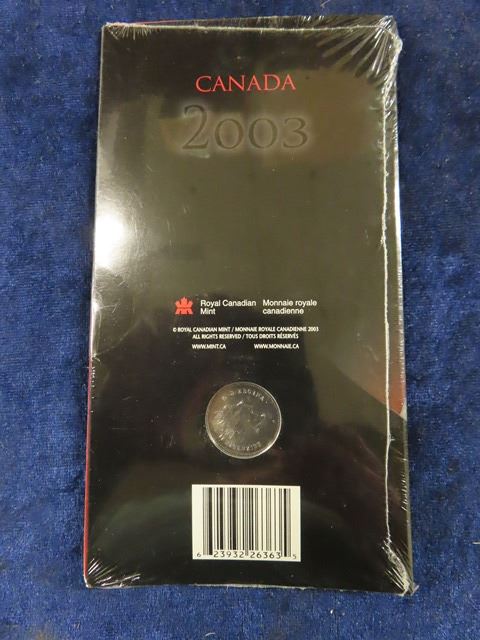 CANADA
2003
Royal Canadian Mint
Monnaie royale canadienne
© ROYAL CANADIAN MINT / MONNAIE ROYALE CANADIENNE 2003
ALL RIGHTS RESERVED / TOUS DROITS RÉSERVÉS
WWW.MINT.CA WWW.MONNAIE.CA
REGINA
6 23932 26363 5